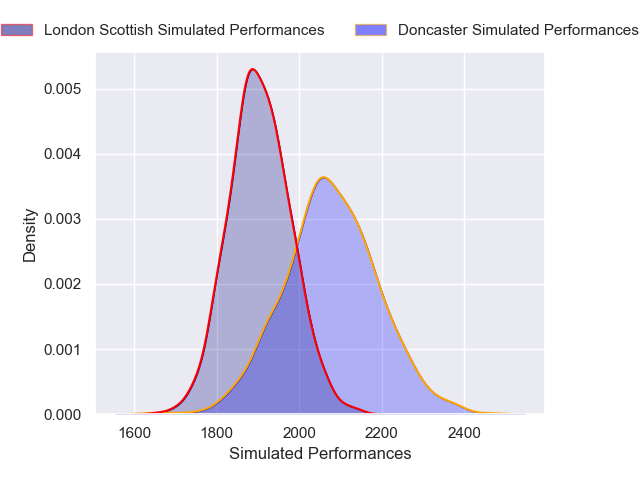 London Scottish Simulated Performances
Doncaster Simulated Performances
0.005
0.004
0.003
0.002
0.001
0.000
Density
1600 1800 2000 2200 2400
Simulated Performances